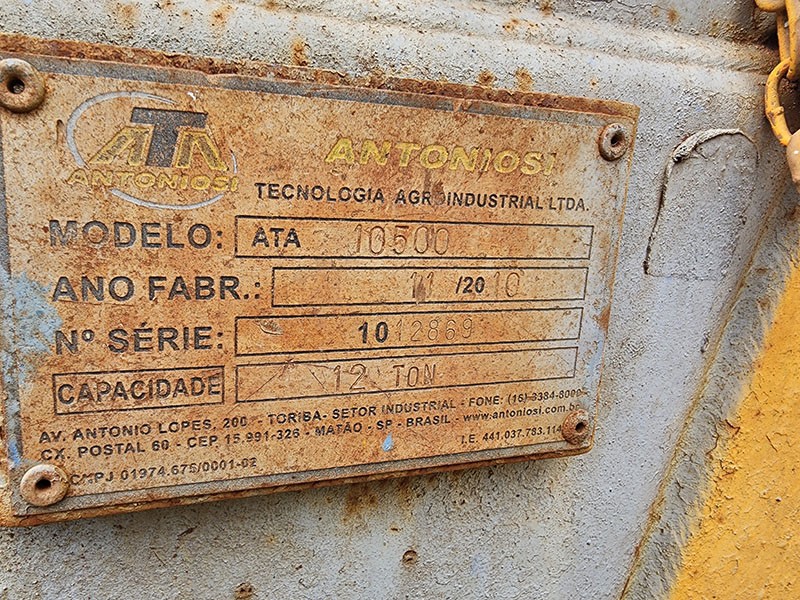 ATA
ANTONIOSI
ANTONIOSI
TECNOLOGIA AGROINDUSTRIAL LTDA.
MODELO: ATA 10500
ANO FABR.: 11 /2010
Nº SÉRIE: 1012869
CAPACIDADE 12 TON
AV. ANTONIO LOPES, 200 - TORIBA- SETOR INDUSTRIAL - FONE: (16) 3384-8000
CX. POSTAL 60 - CEP 15.991-326 - MATÃO - SP - BRASIL - www.antoniosi.com.br
CNPJ 01974.675/0001-02 I.E. 441.037.783.114